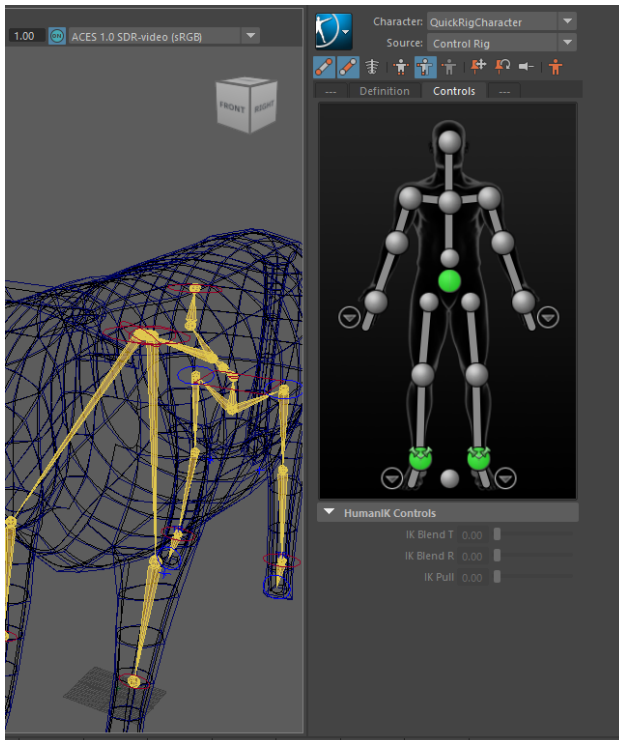 Character: QuickRigCharacter
1.00 ON ACES 1.0 SDR-video (sRGB)
Source: Control Rig
--- Definition Controls ---
FRONT RIGHT
HumanIK Controls
IK Blend T 0.00
IK Blend R 0.00
IK Pull 0.00